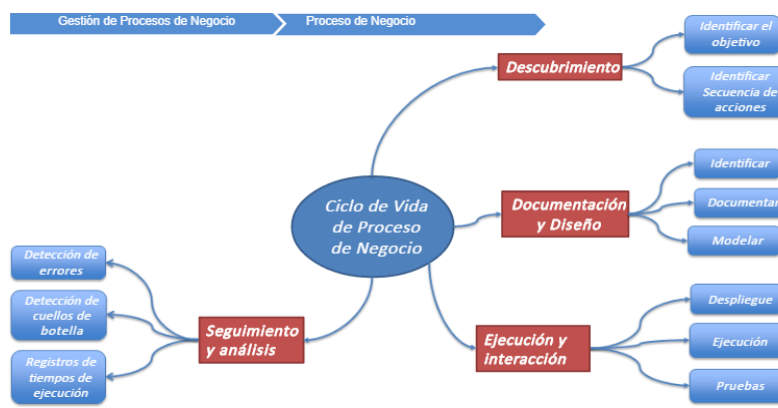 Gestión de Procesos de Negocio
Proceso de Negocio
Identificar el
objetivo
Descubrimiento
Identificar
Secuencia de
acciones
Ciclo de Vida
de Proceso
de Negocio
Documentación
y Diseño
Identificar
Documentar
Modelar
Detección de
errores
Detección de
cuellos de
botella
Registros de
tiempos de
ejecución
Seguimiento
y análisis
Ejecución y
interacción
Despliegue
Ejecución
Pruebas